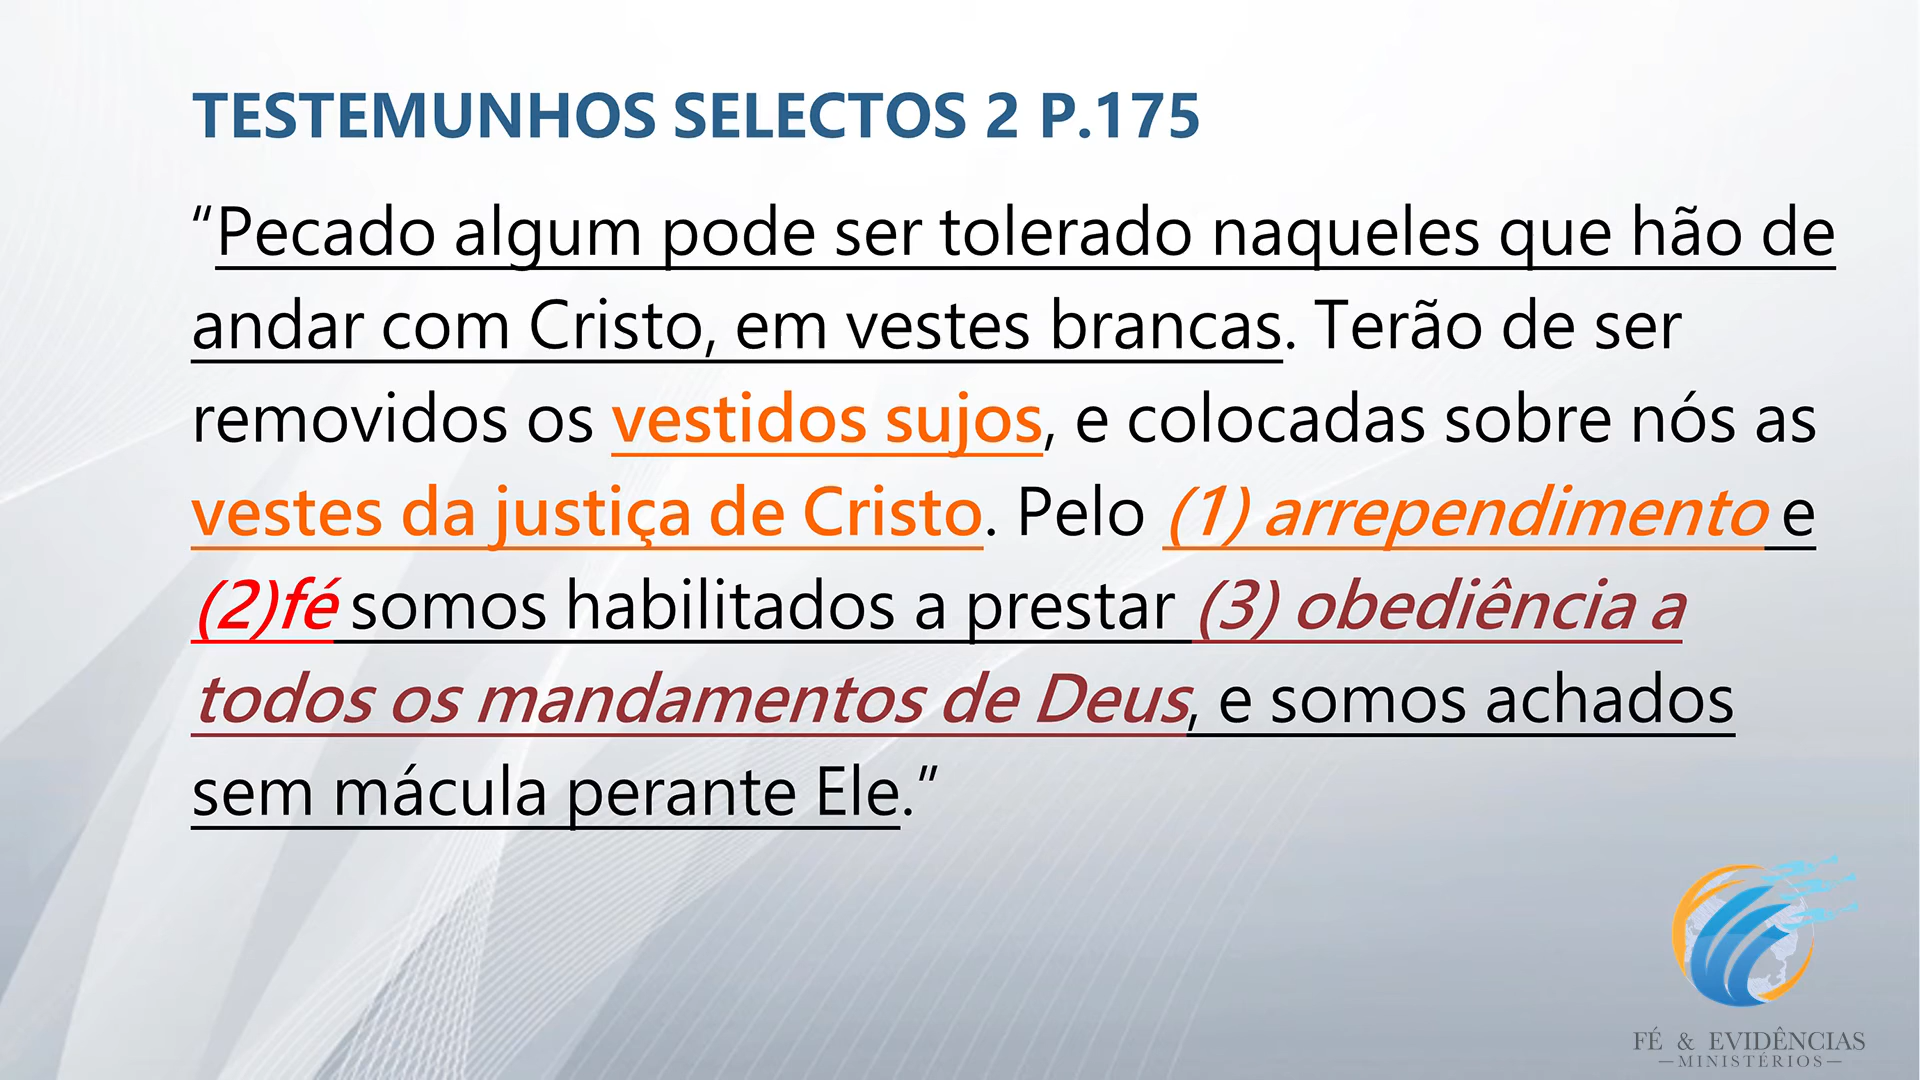 TESTEMUNHOS SELECTOS 2 P.175
“Pecado algum pode ser tolerado naqueles que hão de
andar com Cristo, em vestes brancas. Terão de ser
removidos os vestidos sujos, e colocadas sobre nós as
vestes da justiça de Cristo. Pelo (1) arrependimento e
(2)fé somos habilitados a prestar (3) obediência a
todos os mandamentos de Deus, e somos achados
sem mácula perante Ele.”
FÉ & EVIDÊNCIAS
—MINISTÉRIOS—